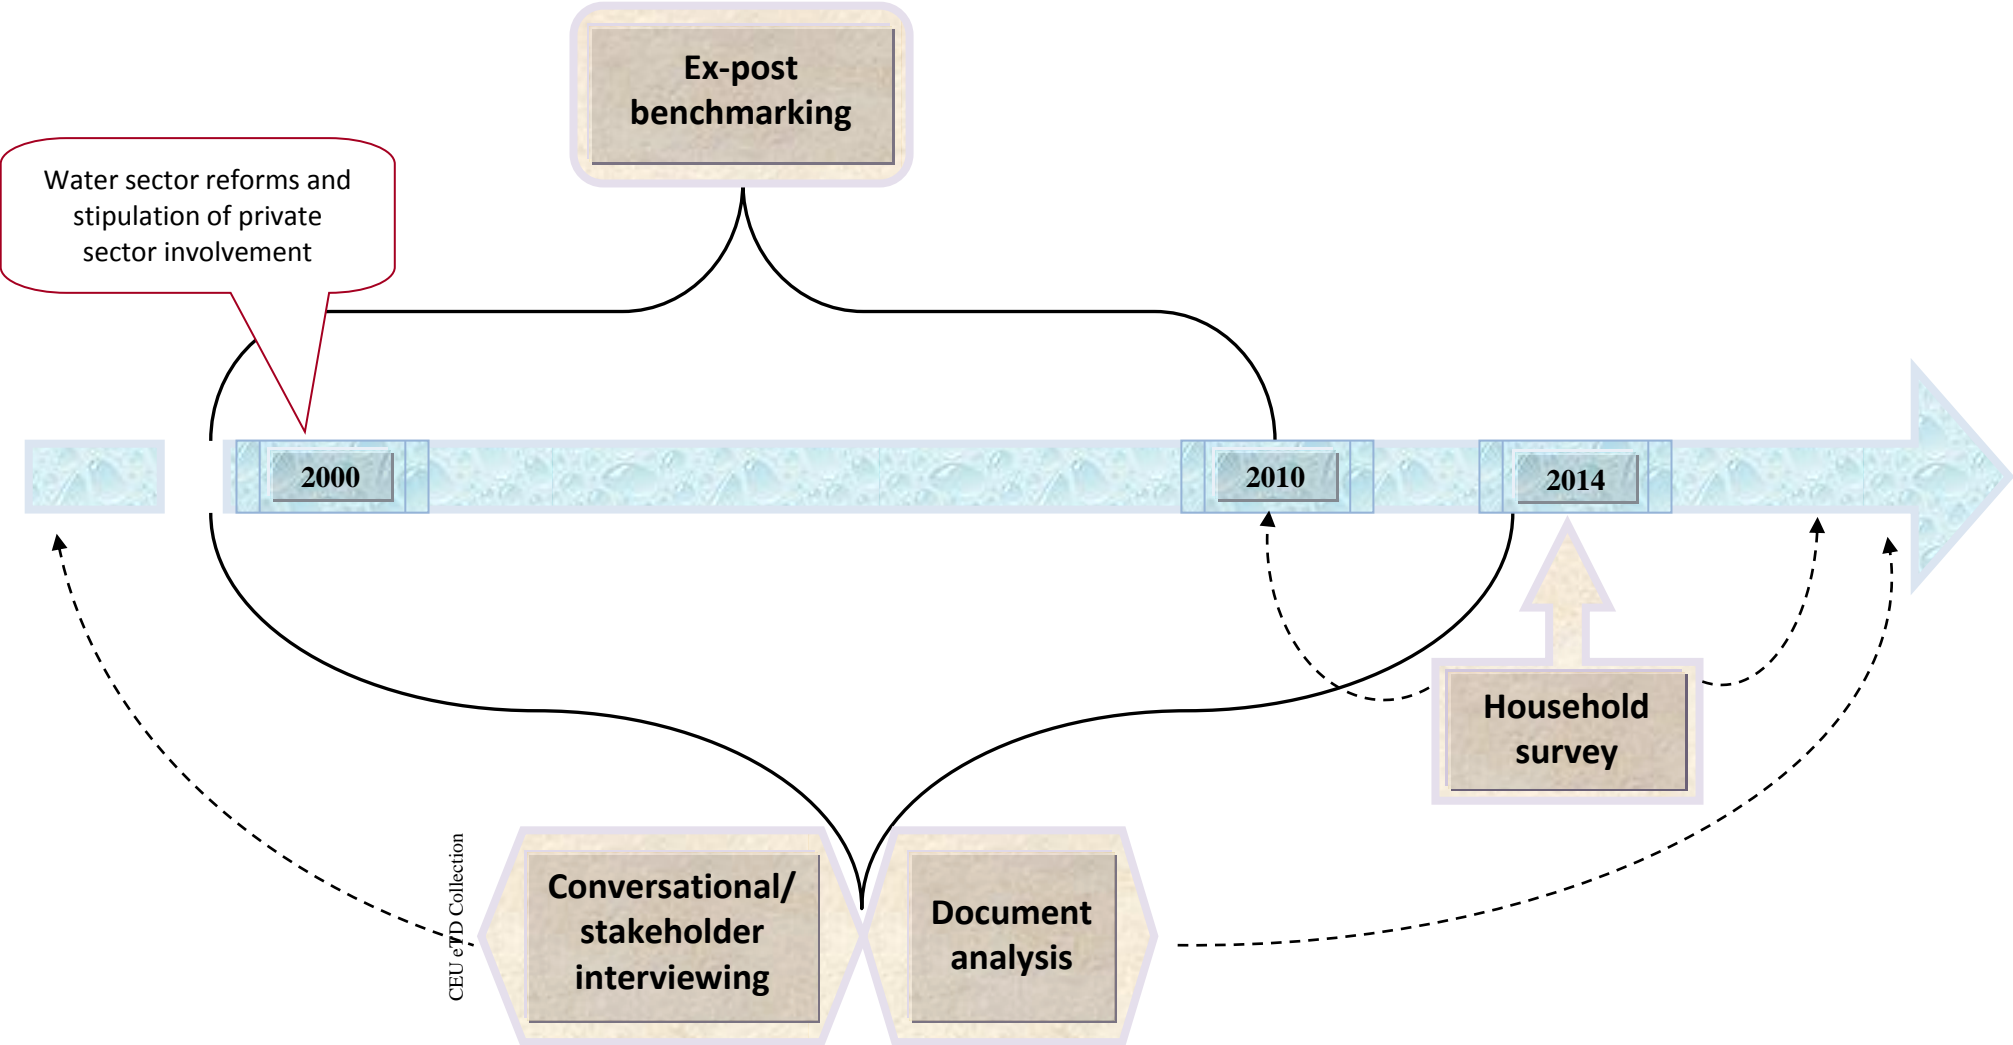 Ex-post
benchmarking
Water sector reforms and
stipulation of private
sector involvement
2000
2010
2014
Household
survey
Conversational/
stakeholder
interviewing
Document
analysis
CEU eTD Collection